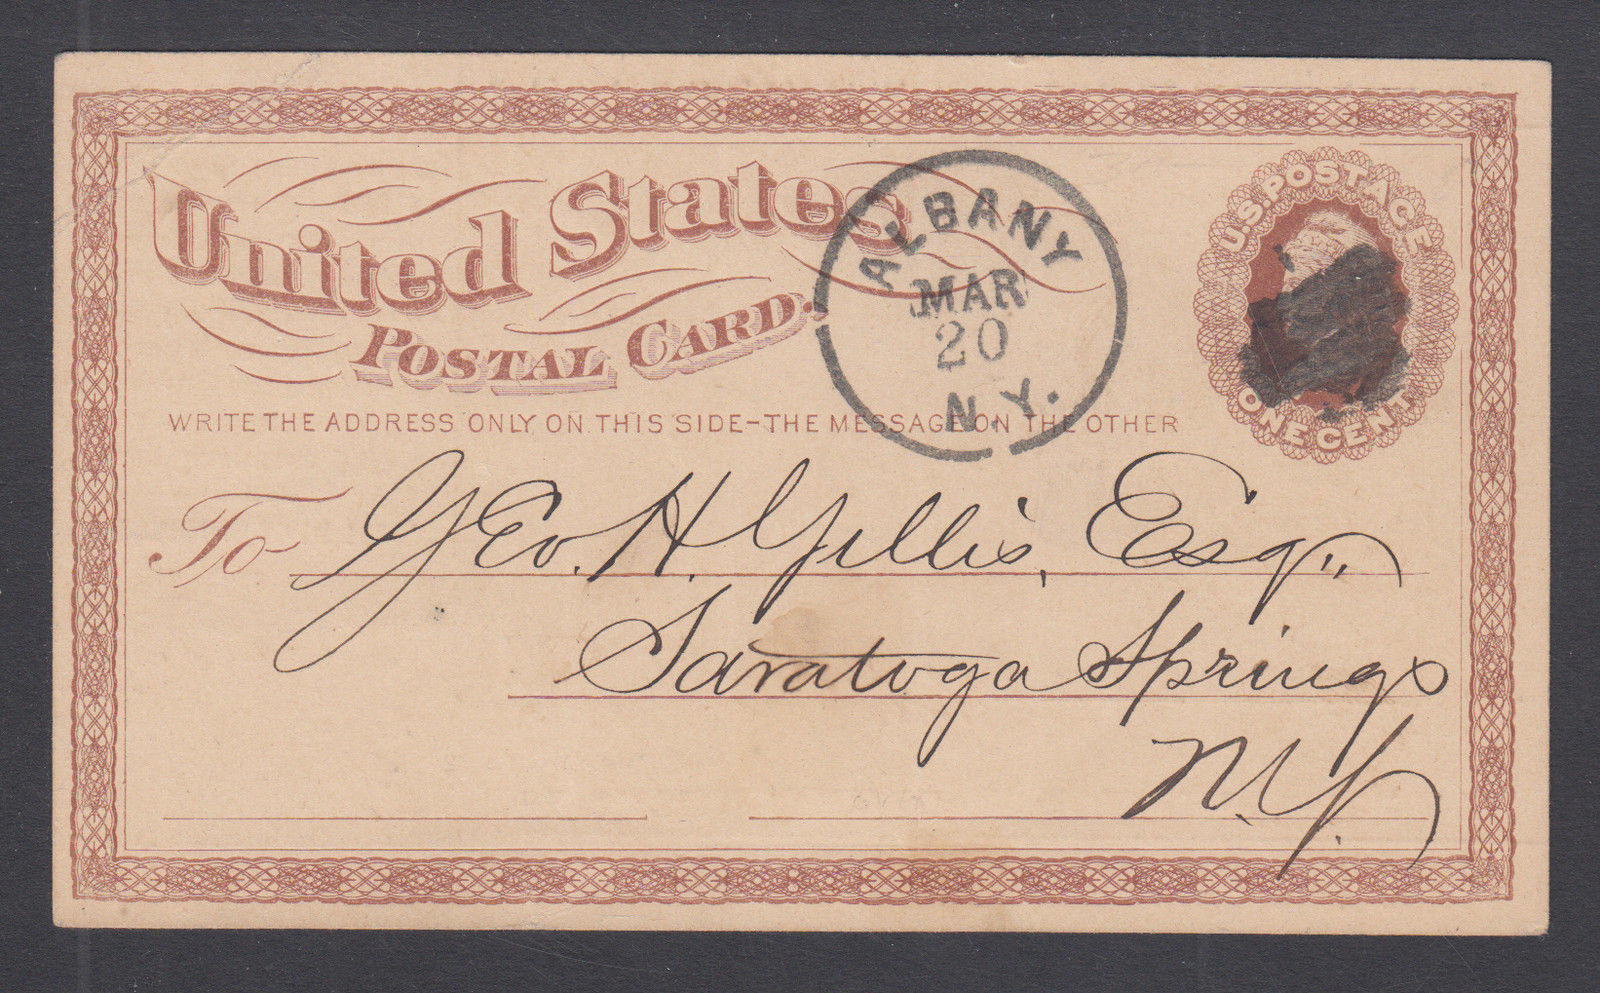 United States
POSTAL CARD.
ALBANY
MAR
20
N.Y.
U.S. POSTAGE
ONE CENT
WRITE THE ADDRESS ONLY ON THIS SIDE-THE MESSAGE ON THE OTHER
To Geo. H. Gillis, Esq.,
Saratoga Springs
N.Y.